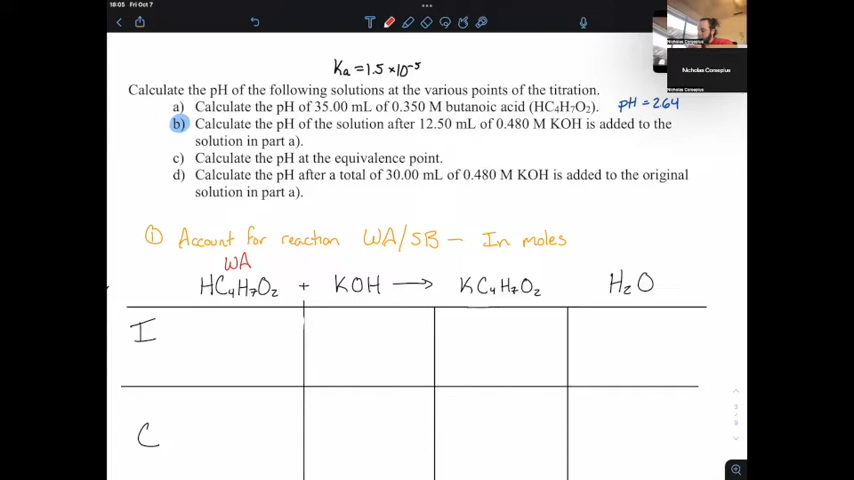 18:05 Fri Oct 7
Ka = 1.5 × 10⁻⁵
Calculate the pH of the following solutions at the various points of the titration.
a) Calculate the pH of 35.00 mL of 0.350 M butanoic acid (HC₄H₇O₂). pH = 2.64
b) Calculate the pH of the solution after 12.50 mL of 0.480 M KOH is added to the
solution in part a).
c) Calculate the pH at the equivalence point.
d) Calculate the pH after a total of 30.00 mL of 0.480 M KOH is added to the original
solution in part a).
① Account for reaction WA/SB – In moles
WA
HC₄H₇O₂ + KOH → KC₄H₇O₂ H₂O
I
C
Nicholas Consepius
Nicholas Consepius